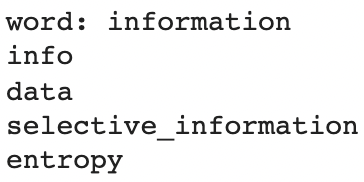 word: information
info
data
selective_information
entropy